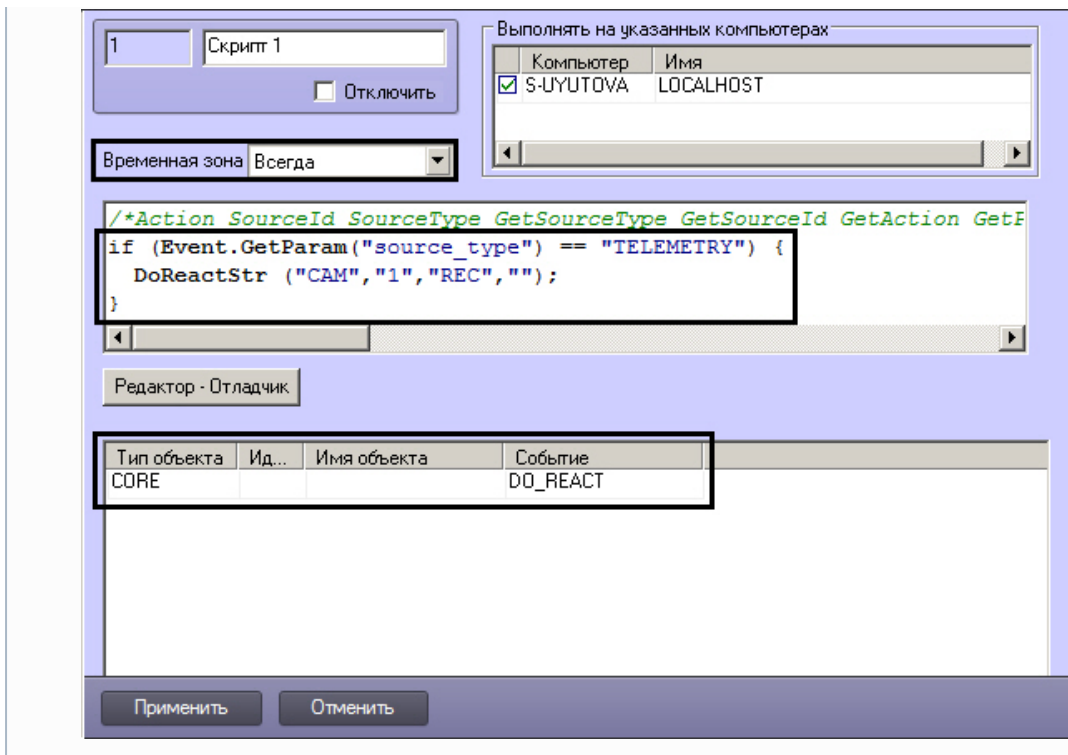 Выполнять на указанных компьютерах
1
Скрипт 1
Компьютер Имя
S-UYUTOVA LOCALHOST
Отключить
Временная зона Всегда
/*Action SourceId SourceType GetSourceType GetSourceId GetAction
if (Event.GetParam("source_type") == "TELEMETRY") {
DoReactStr ("CAM","1","REC","");
}
Редактор - Отладчик
Тип объекта Ид... Имя объекта Событие
CORE DO_REACT
Применить Отменить